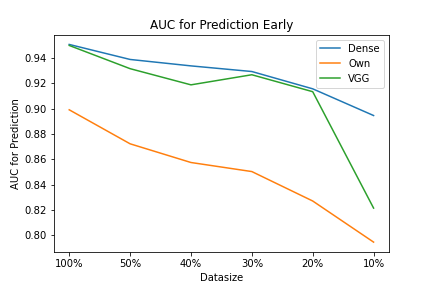 AUC for Prediction Early
Dense
Own
VGG
AUC for Prediction
0.94
0.92
0.90
0.88
0.86
0.84
0.82
0.80
100%
50%
40%
30%
20%
10%
Datasize